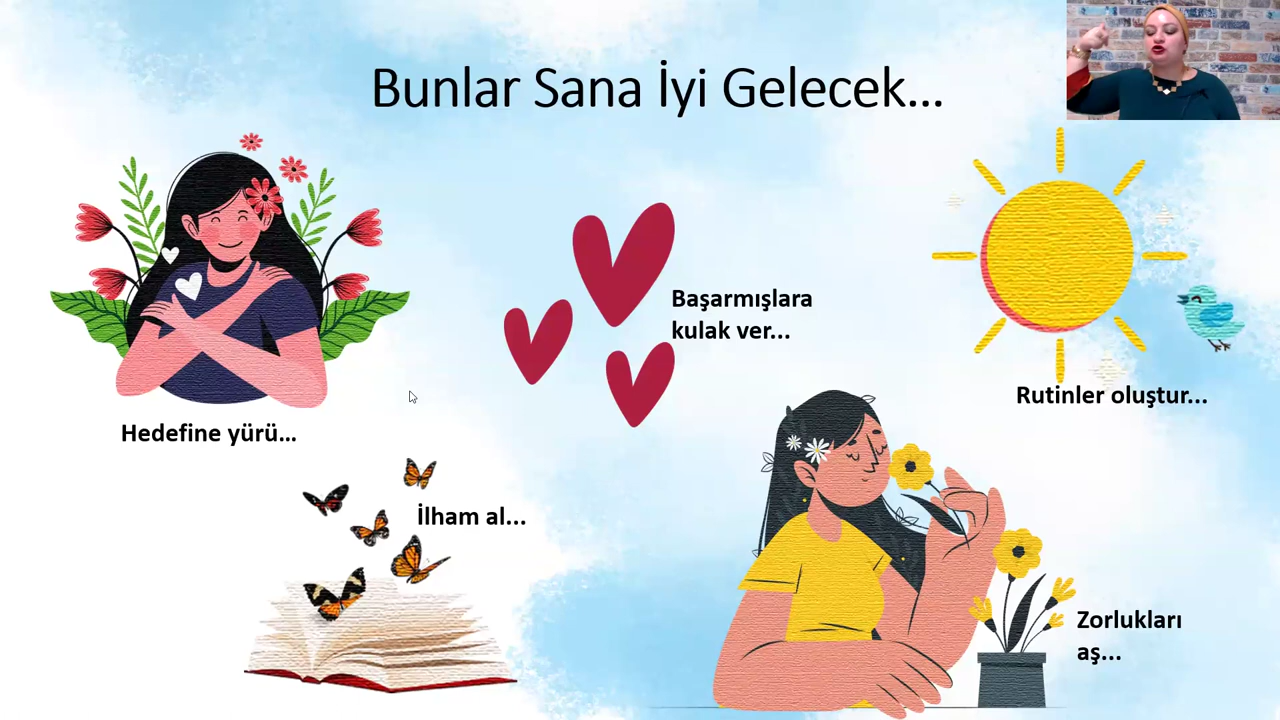 Bunlar Sana İyi Gelecek...
Başarmışlara
kulak ver...
Rutinler oluştur...
Hedefine yürü...
İlham al...
Zorlukları
aş...